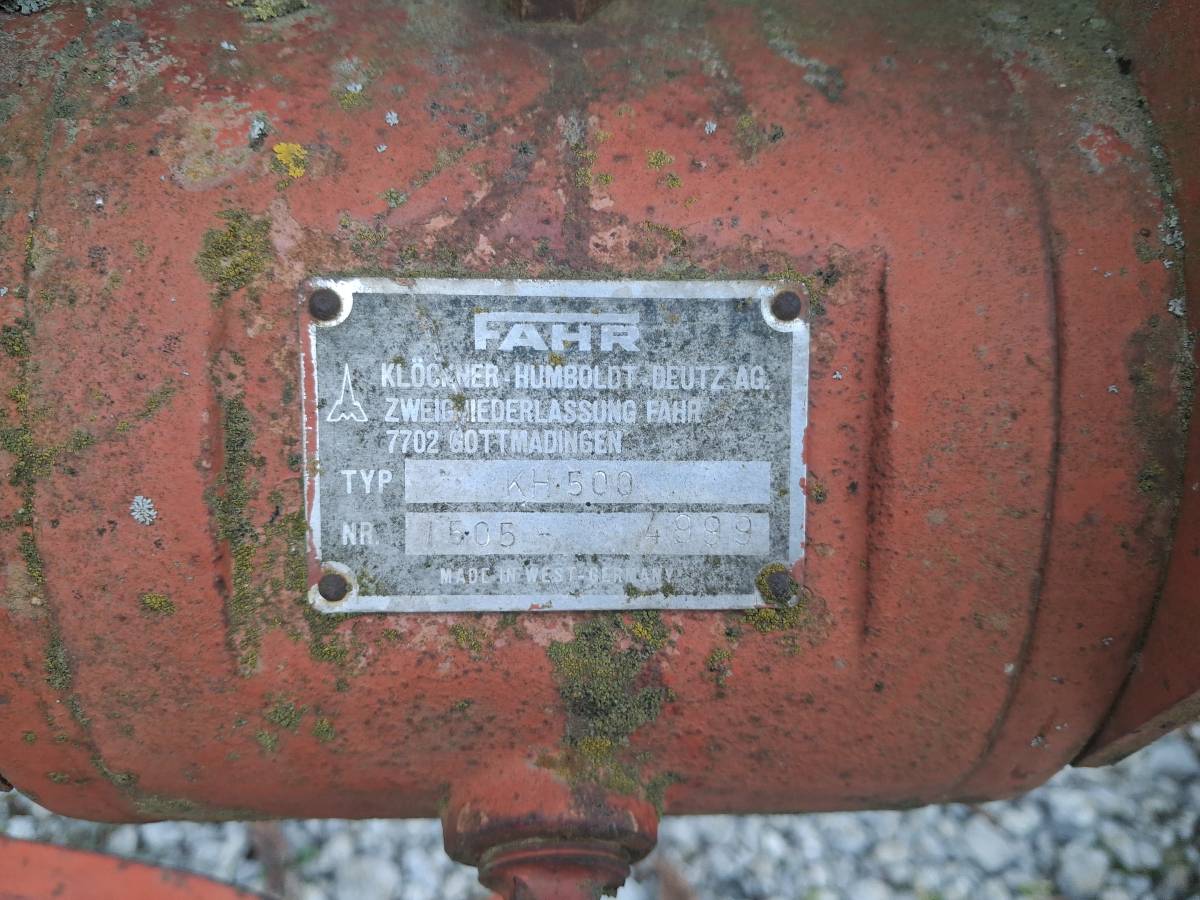 FAHR
KLÖCKNER-HUMBOLDT-DEUTZ AG.
ZWEIGNIEDERLASSUNG FAHR
7702 GOTTMADINGEN
TYP KH 500
NR. 1505 - 4999
MADE IN WEST-GERMANY